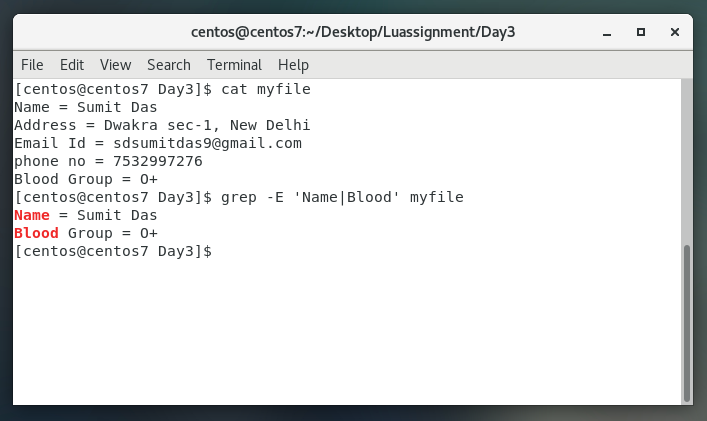 centos@centos7:~/Desktop/Luassignment/Day3
File Edit View Search Terminal Help
[centos@centos7 Day3]$ cat myfile
Name = Sumit Das
Address = Dwakra sec-1, New Delhi
Email Id = sdsumitdas9@gmail.com
phone no = 7532997276
Blood Group = O+
[centos@centos7 Day3]$ grep -E 'Name|Blood' myfile
Name = Sumit Das
Blood Group = O+
[centos@centos7 Day3]$